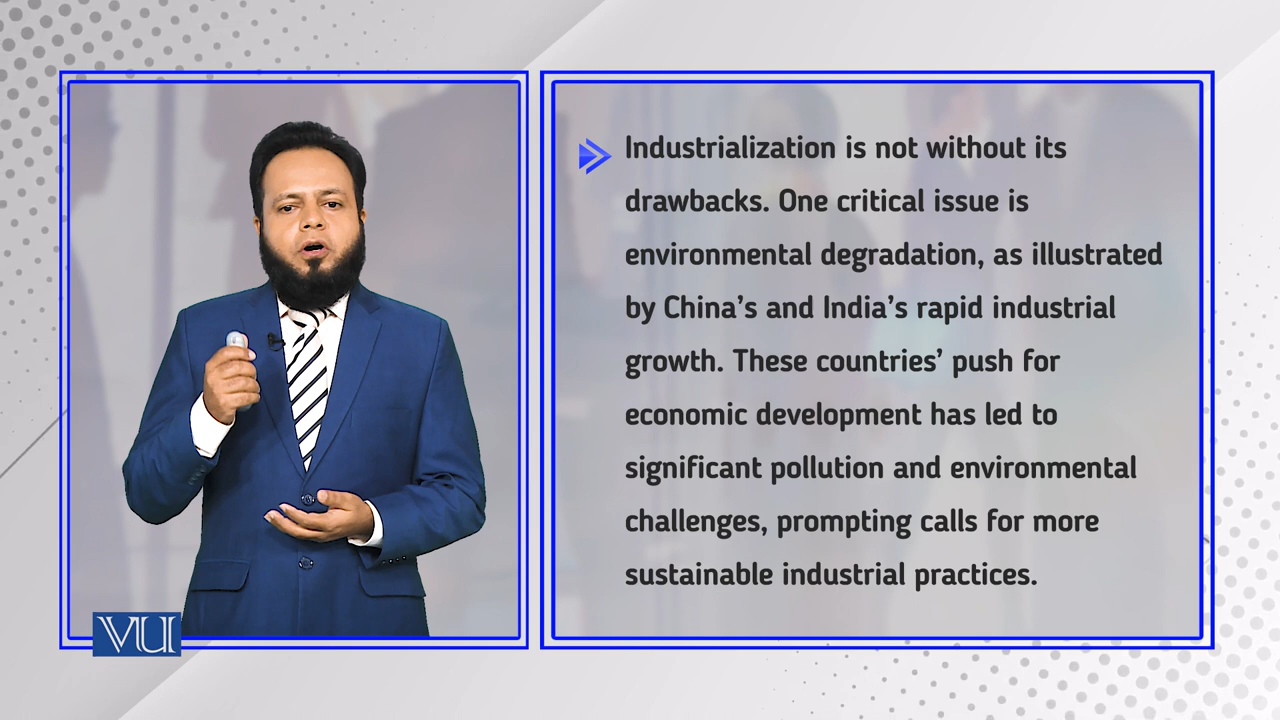 Industrialization is not without its
drawbacks. One critical issue is
environmental degradation, as illustrated
by China’s and India’s rapid industrial
growth. These countries’ push for
economic development has led to
significant pollution and environmental
challenges, prompting calls for more
sustainable industrial practices.
VU